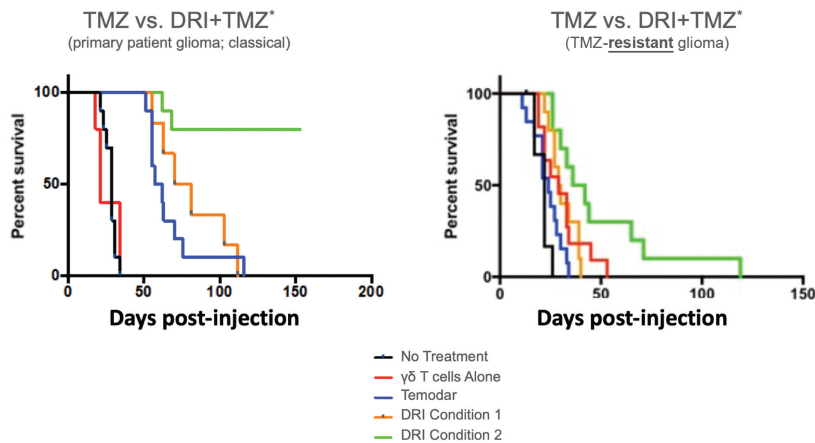 TMZ vs. DRI+TMZ*
(primary patient glioma; classical)
Percent survival
100
50
0
0 50 100 150 200
Days post-injection
TMZ vs. DRI+TMZ*
(TMZ-resistant glioma)
Percent survival
100
50
0
0 50 100 150
Days post-injection
No Treatment
γδ T cells Alone
Temodar
DRI Condition 1
DRI Condition 2